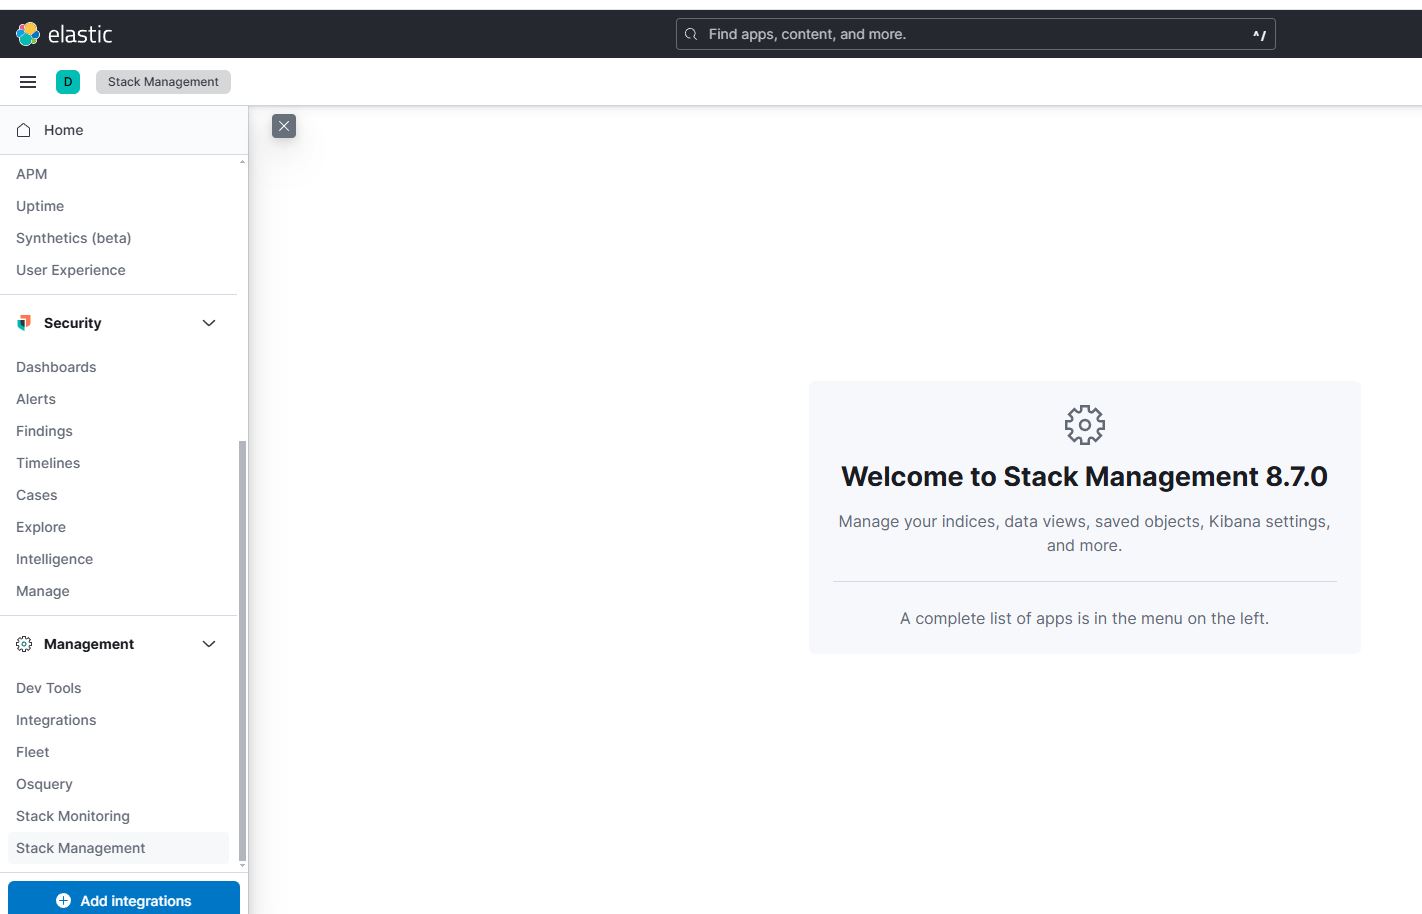 elastic
Find apps, content, and more.
^/
D
Stack Management
Home
APM
Uptime
Synthetics (beta)
User Experience
Security
Dashboards
Alerts
Findings
Timelines
Cases
Explore
Intelligence
Manage
Management
Dev Tools
Integrations
Fleet
Osquery
Stack Monitoring
Stack Management
Add integrations
Welcome to Stack Management 8.7.0
Manage your indices, data views, saved objects, Kibana settings,
and more.
A complete list of apps is in the menu on the left.